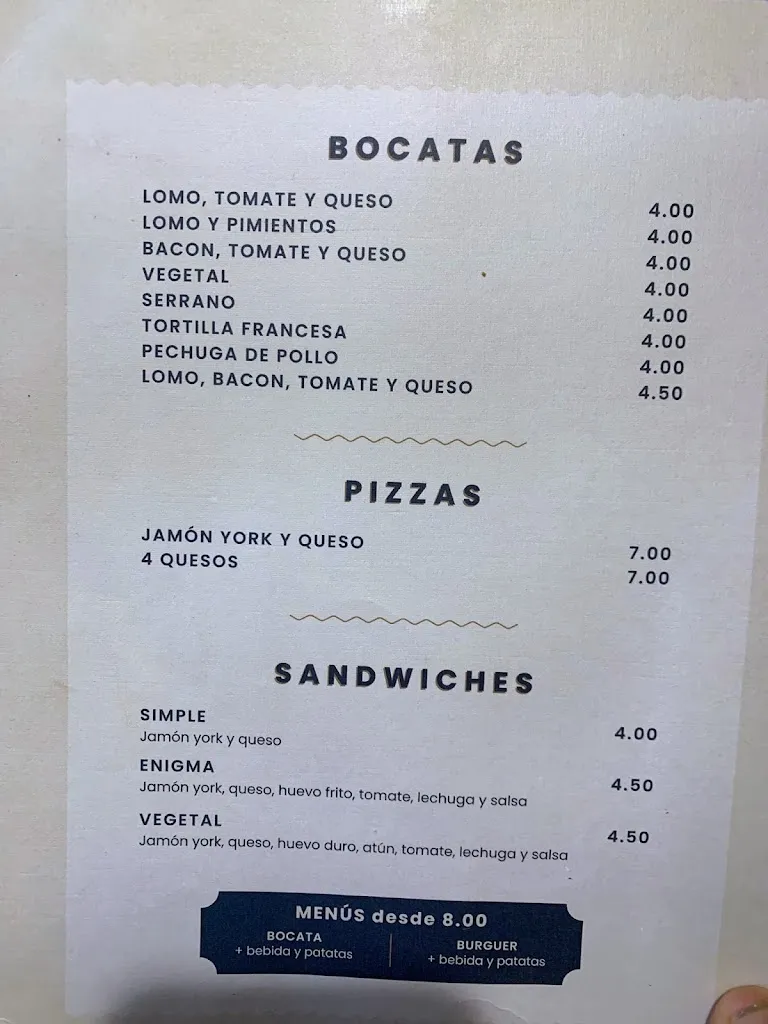 BOCATAS
LOMO, TOMATE Y QUESO 4.00
LOMO Y PIMIENTOS 4.00
BACON, TOMATE Y QUESO 4.00
VEGETAL 4.00
SERRANO 4.00
TORTILLA FRANCESA 4.00
PECHUGA DE POLLO 4.00
LOMO, BACON, TOMATE Y QUESO 4.50
PIZZAS
JAMÓN YORK Y QUESO 7.00
4 QUESOS 7.00
SANDWICHES
SIMPLE 4.00
Jamón york y queso
ENIGMA 4.50
Jamón york, queso, huevo frito, tomate, lechuga y salsa
VEGETAL 4.50
Jamón york, queso, huevo duro, atún, tomate, lechuga y salsa
MENÚS desde 8.00
BOCATA
+ bebida y patatas
BURGUER
+ bebida y patatas